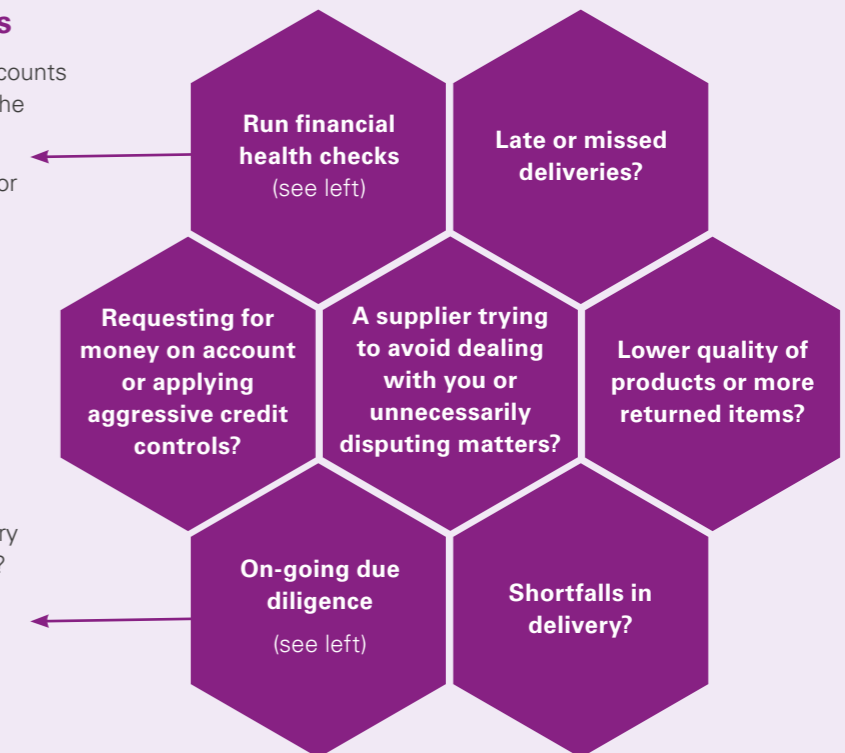 s
counts
he
or
ry
?
Run financial
health checks
(see left)
Late or missed
deliveries?
Requesting for
money on account
or applying
aggressive credit
controls?
A supplier trying
to avoid dealing
with you or
unnecessarily
disputing matters?
Lower quality of
products or more
returned items?
On-going due
diligence
(see left)
Shortfalls in
delivery?